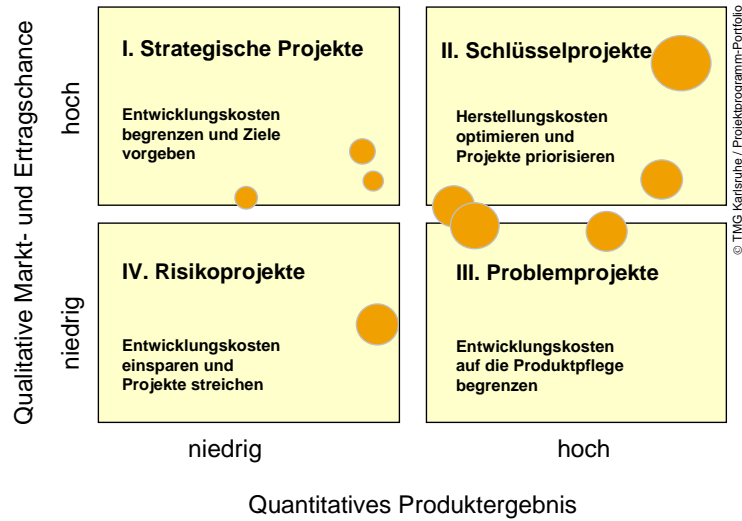 Qualitative Markt- und Ertragschance
hoch
niedrig
I. Strategische Projekte
Entwicklungskosten
begrenzen und Ziele
vorgeben
II. Schlüsselprojekte
Herstellungskosten
optimieren und
Projekte priorisieren
IV. Risikoprojekte
Entwicklungskosten
einsparen und
Projekte streichen
III. Problemprojekte
Entwicklungskosten
auf die Produktpflege
begrenzen
niedrig
hoch
Quantitatives Produktergebnis
© TMG Karlsruhe / Projektprogramm-Portfolio